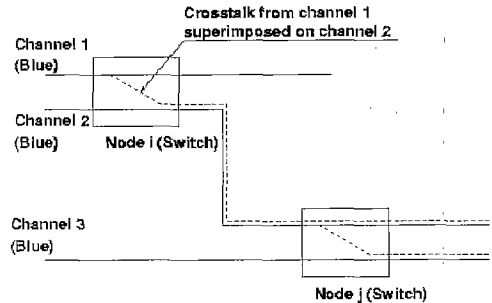 Crosstalk from channel 1
superimposed on channel 2
Channel 1
(Blue)
Channel 2
(Blue)
Node i (Switch)
Channel 3
(Blue)
Node j (Switch)